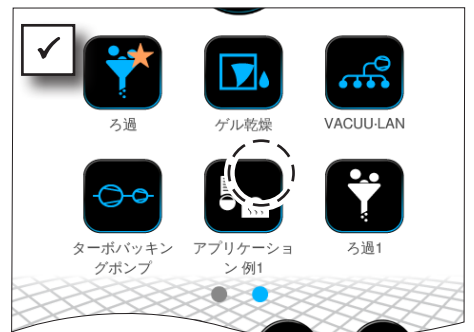 ろ過
ゲル乾燥
VACUU·LAN
ターボバッキン
グポンプ
アプリケーショ
ン 例1
ろ過1